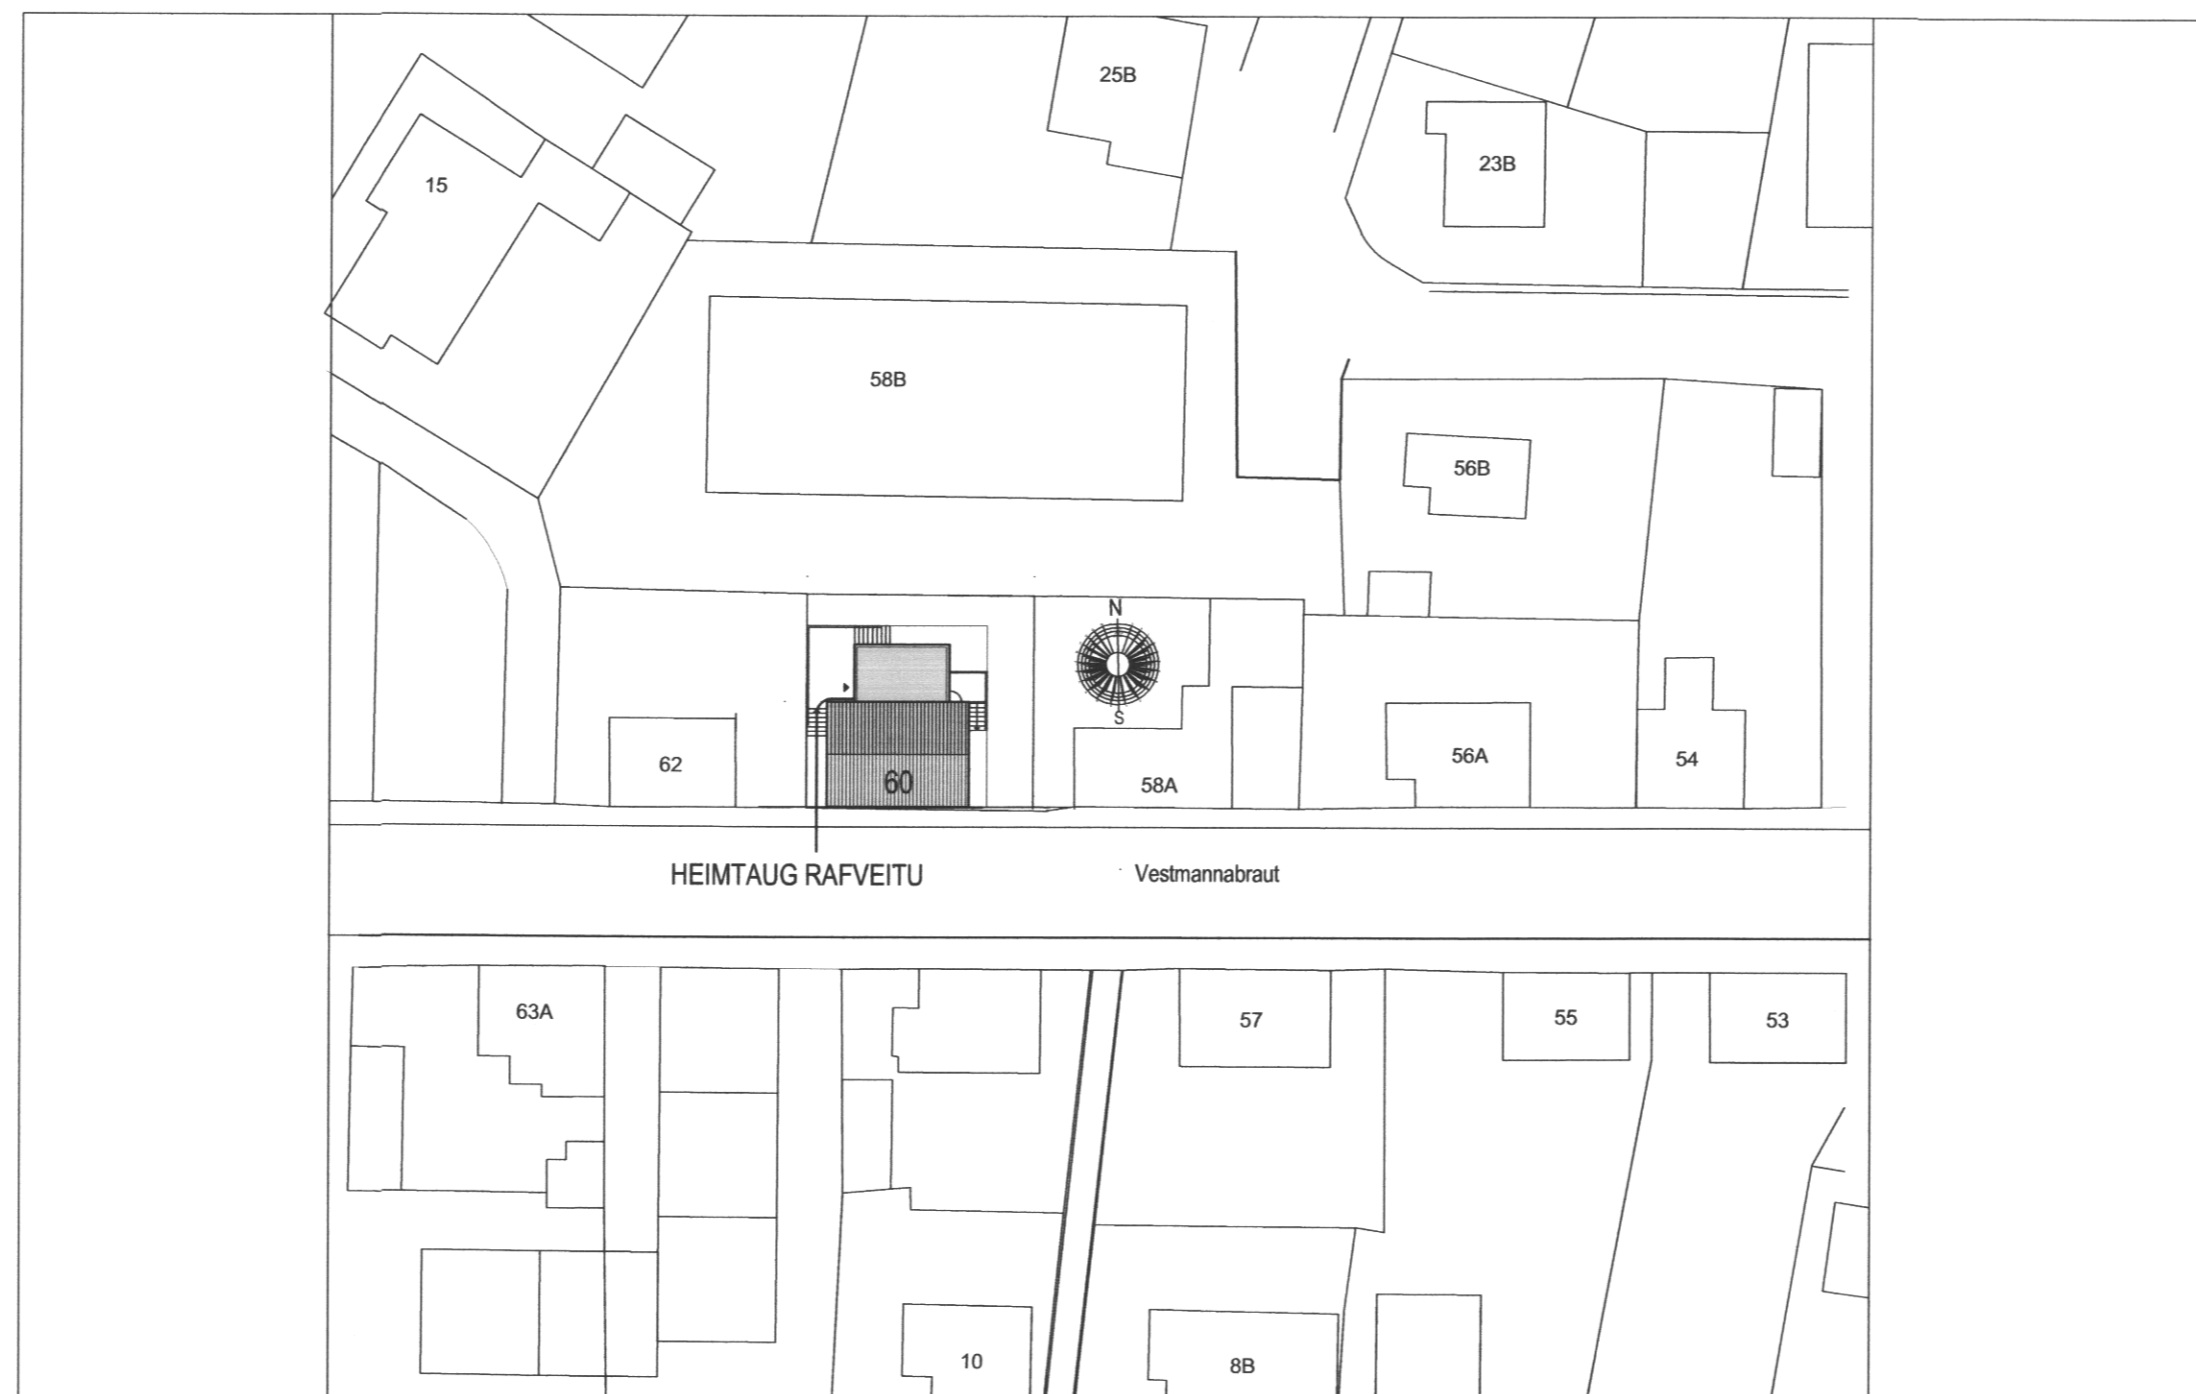 25B
23B
15
58B
56B
N
S
62
60
58A
56A
54
HEIMTAUG RAFVEITU
Vestmannabraut
63A
57
55
53
10
8B